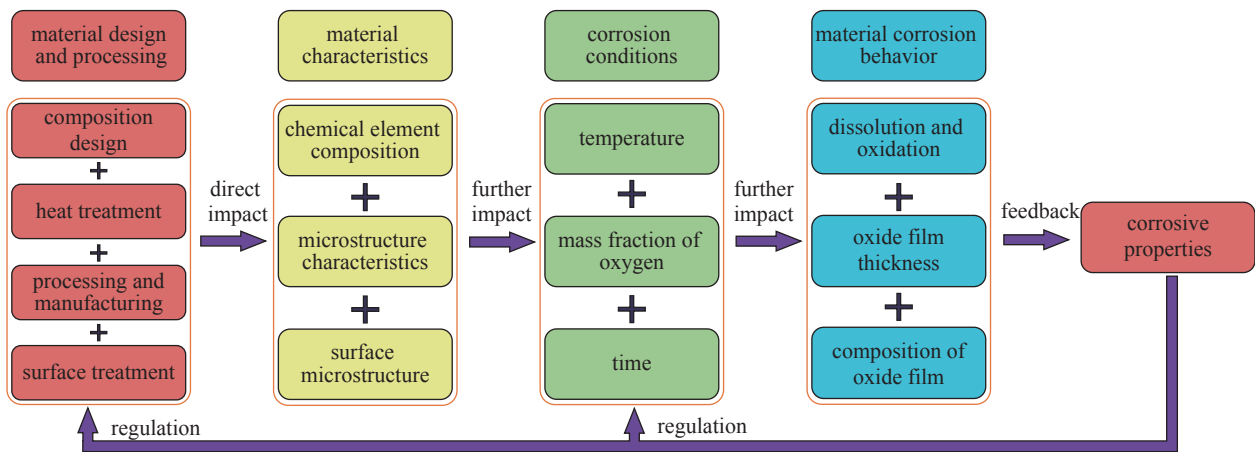 material design
and processing
material
characteristics
corrosion
conditions
material corrosion
behavior
composition
design
+
heat treatment
+
processing and
manufacturing
+
surface treatment
direct
impact
chemical element
composition
+
microstructure
characteristics
+
surface
microstructure
further
impact
temperature
+
mass fraction of
oxygen
+
time
further
impact
dissolution and
oxidation
+
oxide film
thickness
+
composition of
oxide film
feedback
corrosive
properties
regulation
regulation